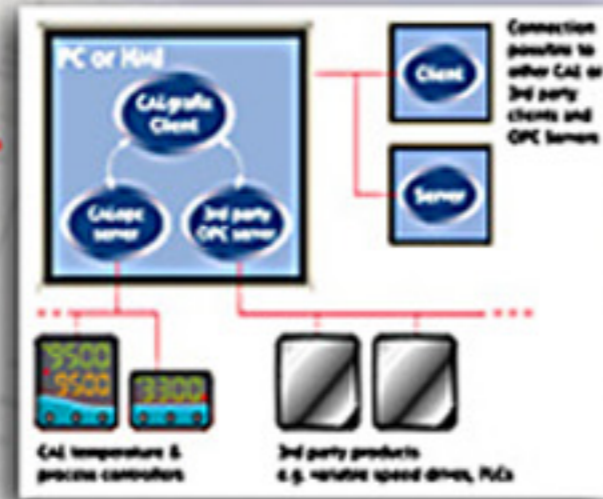 PC or HMI
CALgrafix
Client
CALopc
server
3rd party
OPC server
Client
Server
Connection
possible to
other CAL or
3rd party
clients and
OPC Servers
9500
9500
3300
CAL temperature &
process controllers
3rd party products
e.g. variable speed drives, PLCs